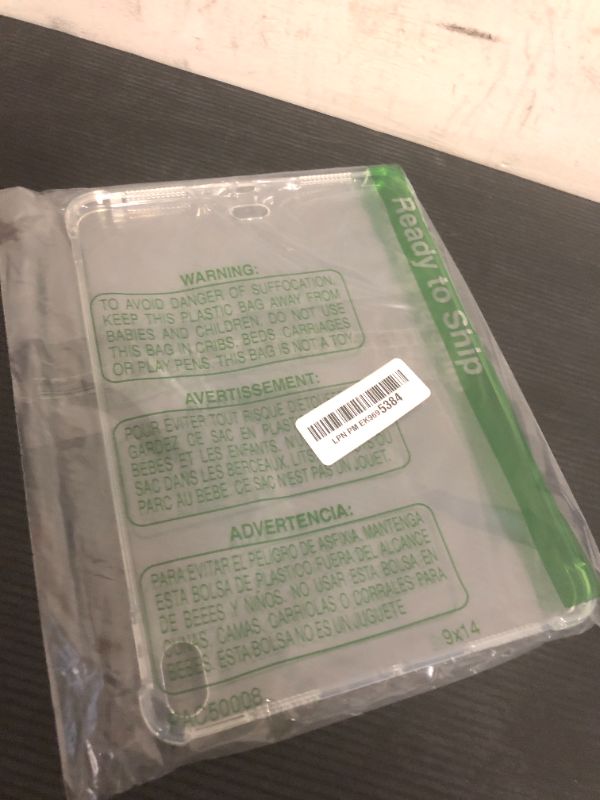 Ready to Ship
WARNING:
TO AVOID DANGER OF SUFFOCATION,
KEEP THIS PLASTIC BAG AWAY FROM
BABIES AND CHILDREN. DO NOT USE
THIS BAG IN CRIBS, BEDS, CARRIAGES
OR PLAY PENS. THIS BAG IS NOT A TOY.
AVERTISSEMENT:
POUR EVITER TOUT RISQUE
GARDEZ CE SAC EN
BEBES ET LES ENFANTS.
SAC DANS LES BERCEAUX,
PARC AU BEBE. CE SAC N'EST PAS UN JOUET.
LPN PM EK969 5384
ADVERTENCIA:
PARA EVITAR EL PELIGRO DE ASFIXIA, MANTENGA
ESTA BOLSA DE PLASTICO FUERA DEL ALCANCE
DE BEBES Y NINOS. NO USAR ESTA BOLSA EN
CUNAS, CAMAS, CARRIOLAS O CORRALES PARA
BEBES. ESTA BOLSA NO ES UN JUGUETE
9x14